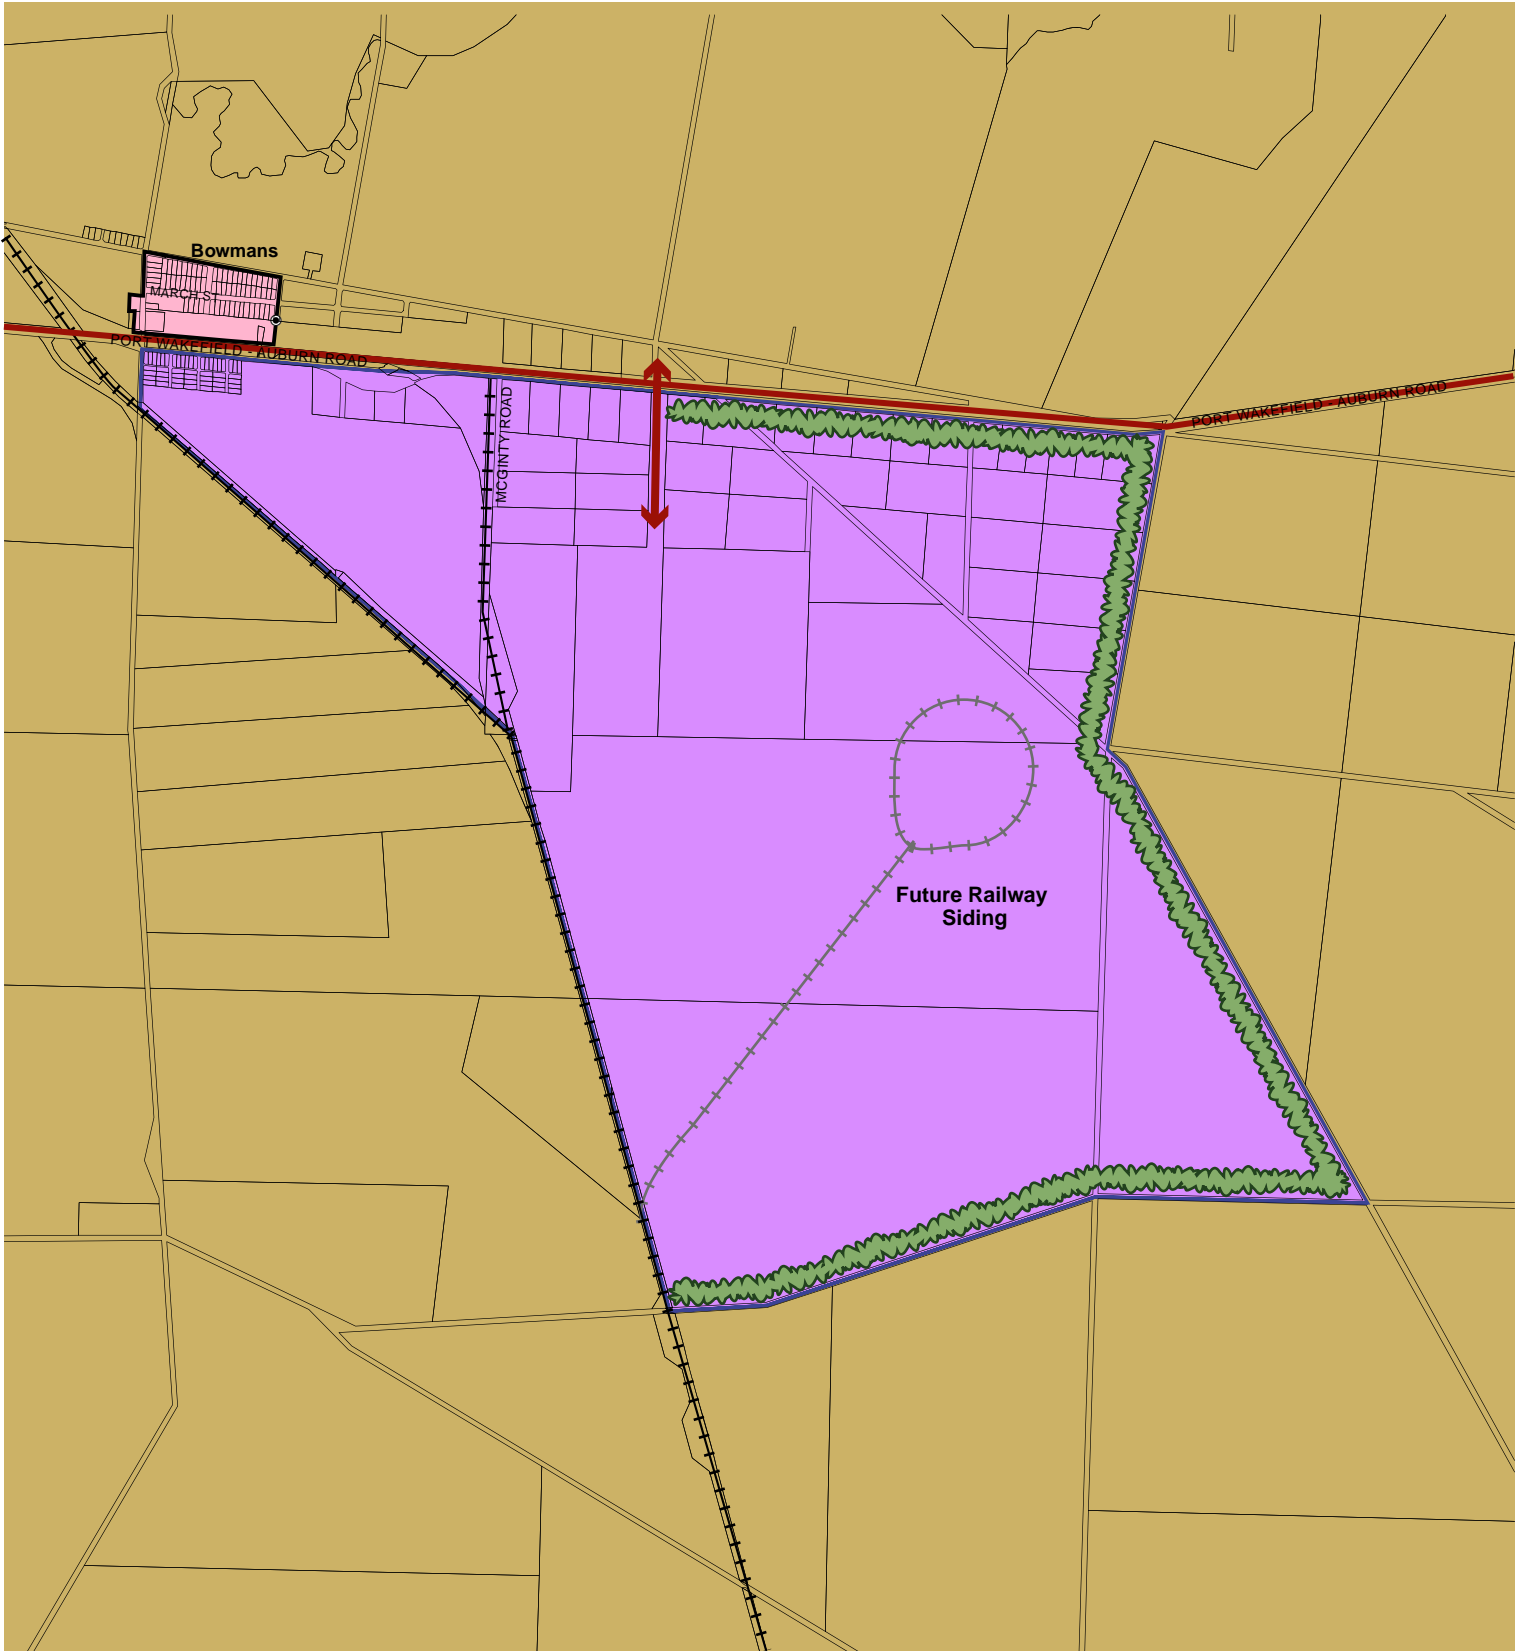 Bowmans
MARCH ST
PORT WAKEFIELD - AUBURN ROAD
PORT WAKEFIELD - AUBURN ROAD
MCGINTY ROAD
Future Railway
Siding